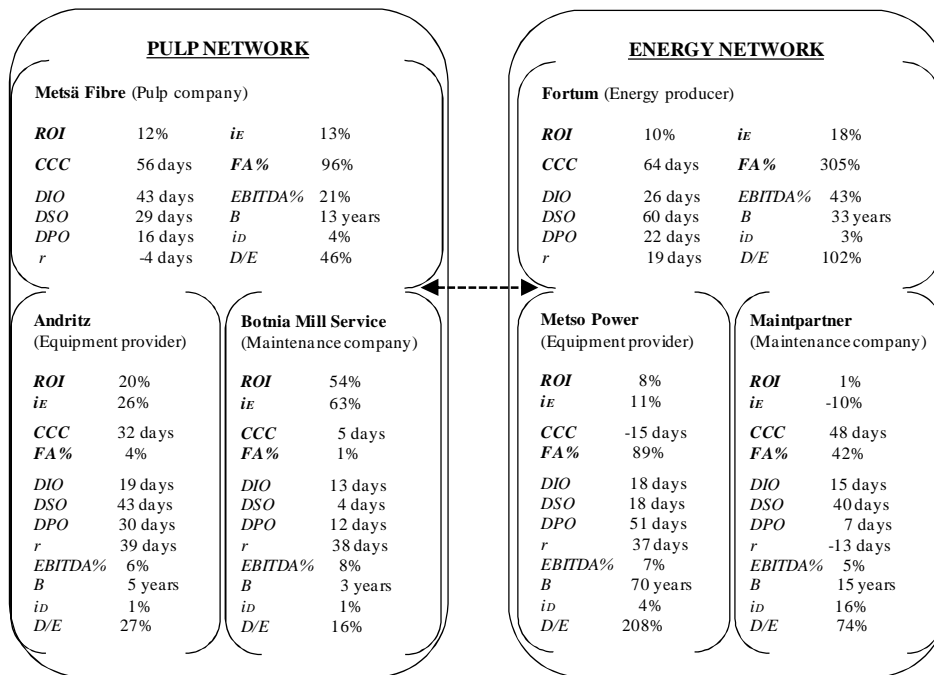 PULP NETWORK
Metsä Fibre (Pulp company)
ROI 12% iE 13%
CCC 56 days FA% 96%
DIO 43 days EBITDA% 21%
DSO 29 days B 13 years
DPO 16 days iD 4%
r -4 days D/E 46%
Andritz
(Equipment provider)
ROI 20%
iE 26%
CCC 32 days
FA% 4%
DIO 19 days
DSO 43 days
DPO 30 days
r 39 days
EBITDA% 6%
B 5 years
iD 1%
D/E 27%
Botnia Mill Service
(Maintenance company)
ROI 54%
iE 63%
CCC 5 days
FA% 1%
DIO 13 days
DSO 4 days
DPO 12 days
r 38 days
EBITDA% 8%
B 3 years
iD 1%
D/E 16%
ENERGY NETWORK
Fortum (Energy producer)
ROI 10% iE 18%
CCC 64 days FA% 305%
DIO 26 days EBITDA% 43%
DSO 60 days B 33 years
DPO 22 days iD 3%
r 19 days D/E 102%
Metso Power
(Equipment provider)
ROI 8%
iE 11%
CCC -15 days
FA% 89%
DIO 18 days
DSO 18 days
DPO 51 days
r 37 days
EBITDA% 7%
B 70 years
iD 4%
D/E 208%
Maintpartner
(Maintenance company)
ROI 1%
iE -10%
CCC 48 days
FA% 42%
DIO 15 days
DSO 40 days
DPO 7 days
r -13 days
EBITDA% 5%
B 15 years
iD 16%
D/E 74%